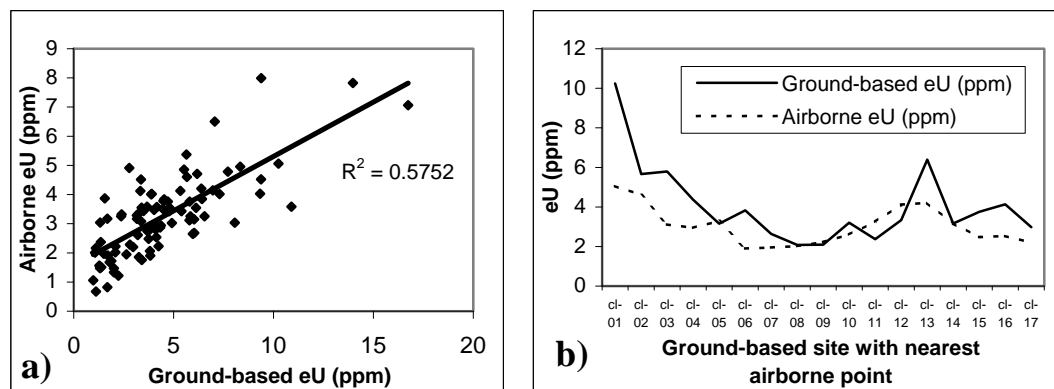 9
8
7
6
5
4
3
2
1
0
Airborne eU (ppm)
R² = 0.5752
0 5 10 15 20
a)
Ground-based eU (ppm)
12
10
8
6
4
2
0
eU (ppm)
Ground-based eU (ppm)
Airborne eU (ppm)
cl- cl- cl- cl- cl- cl- cl- cl- cl- cl- cl- cl- cl- cl- cl- cl- cl-
01 02 03 04 05 06 07 08 09 10 11 12 13 14 15 16 17
b)
Ground-based site with nearest
airborne point